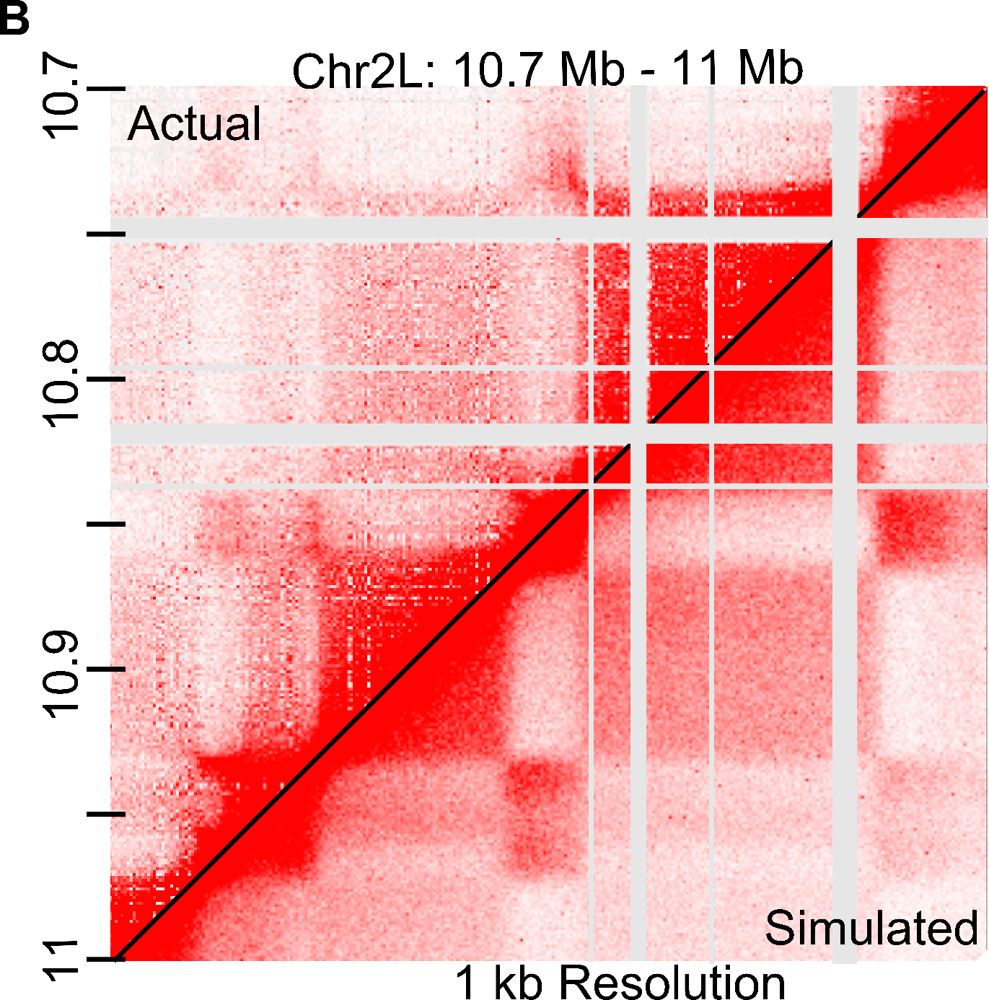 B
Chr2L: 10.7 Mb - 11 Mb
10.7
Actual
10.8
10.9
11
Simulated
1 kb Resolution